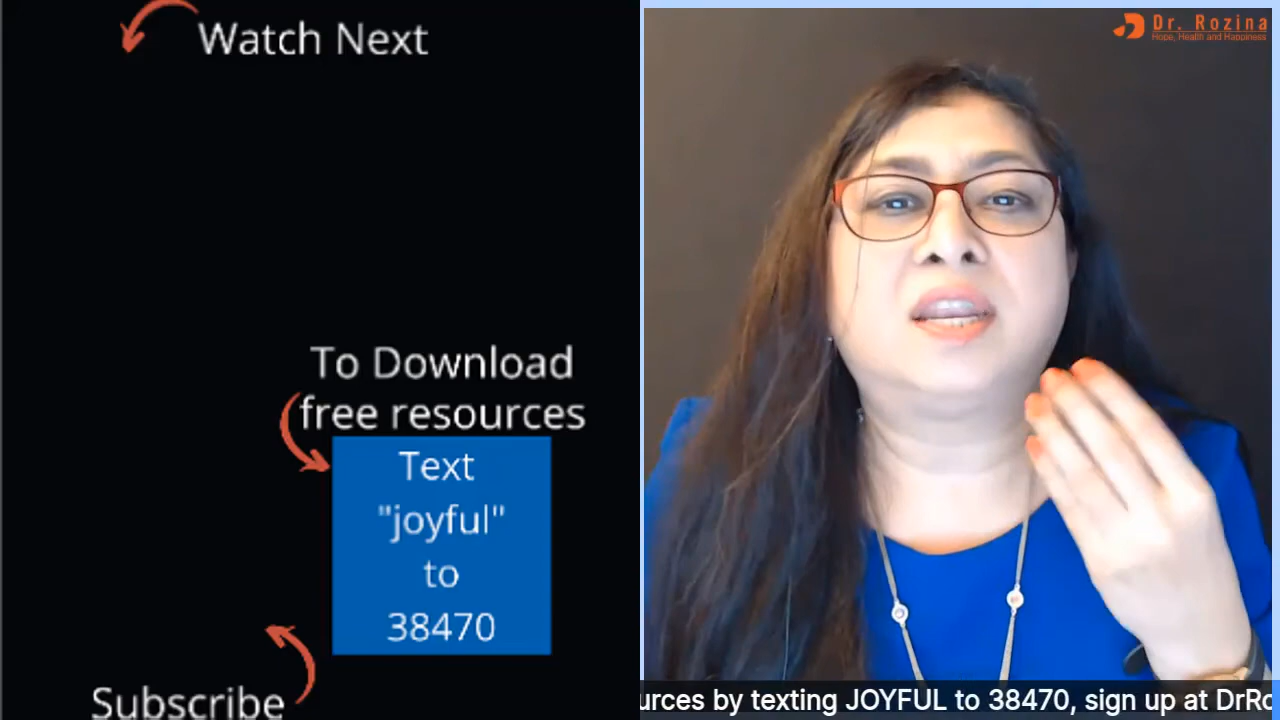 Watch Next
To Download
free resources
Text
"joyful"
to
38470
Subscribe
Dr. Rozina
Hope, Health and Happiness
urces by texting JOYFUL to 38470, sign up at DrRo